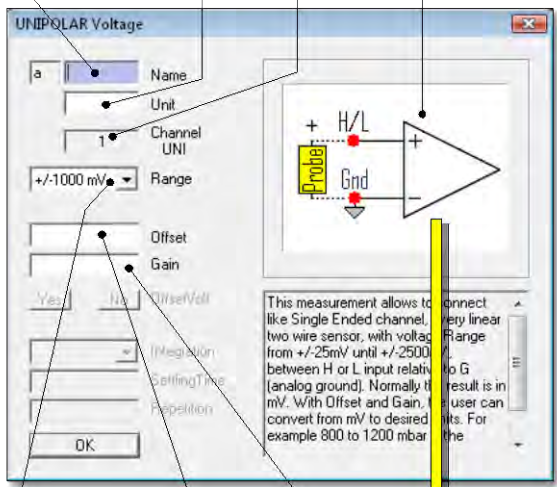 UNIPOLAR Voltage
a
Name
Unit
1
Channel
UNI
+/-1000 mV
Range
Offset
Gain
Yes
No
OffsetVolt
Integration
SettlingTime
Repetition
OK
+ H/L
+
Probe
Gnd
-
This measurement allows to connect
like Single Ended channel, very linear
two wire sensor, with voltage Range
from +/-25mV until +/-2500
between H or L input relative to G
(analog ground). Normally the result is in
mV. With Offset and Gain, the user can
convert from mV to desired units. For
example 800 to 1200 mbar the